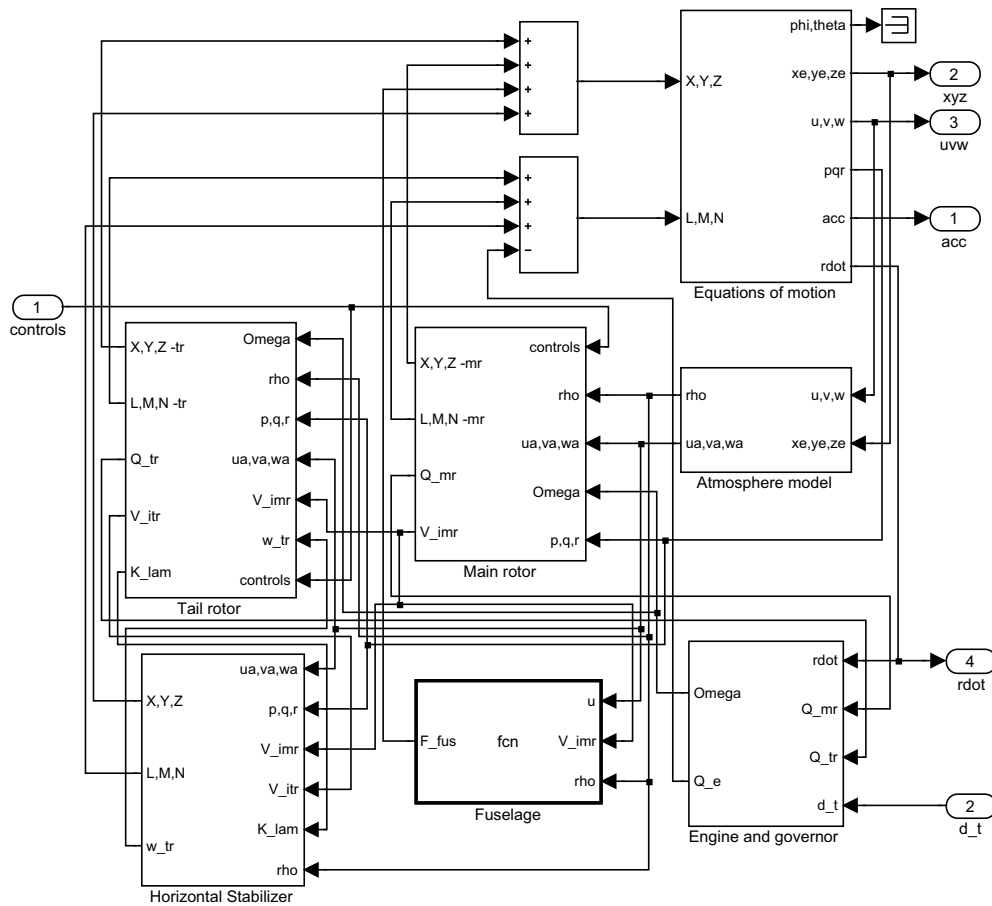 phi,theta
xe,ye,ze
u,v,w
pqr
acc
rdot
X,Y,Z
L,M,N
Equations of motion
+
+
+
+
+
+
+
−
2
xyz
3
uvw
1
acc
1
controls
X,Y,Z -tr
L,M,N -tr
Q_tr
V_itr
K_lam
Omega
rho
p,q,r
ua,va,wa
V_imr
w_tr
controls
Tail rotor
X,Y,Z -mr
L,M,N -mr
Q_mr
V_imr
controls
rho
ua,va,wa
Omega
p,q,r
Main rotor
rho
ua,va,wa
u,v,w
xe,ye,ze
Atmosphere model
X,Y,Z
L,M,N
w_tr
ua,va,wa
p,q,r
V_imr
V_itr
K_lam
rho
Horizontal Stabilizer
F_fus
fcn
u
V_imr
rho
Fuselage
Omega
Q_e
rdot
Q_mr
Q_tr
d_t
Engine and governor
4
rdot
2
d_t